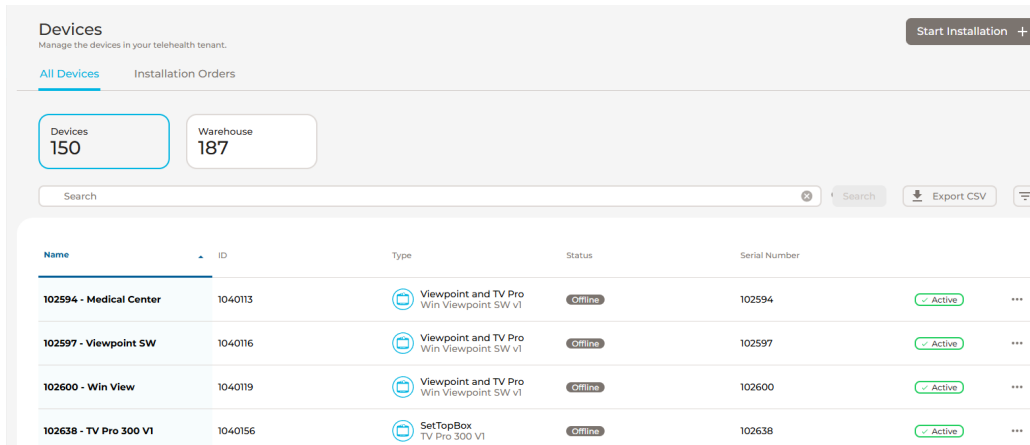 Devices
Manage the devices in your telehealth tenant.
Start Installation +
All Devices Installation Orders
Devices Warehouse
150 187
Search Search Export CSV
Name ID Type Status Serial Number
102594 - Medical Center 1040113 Viewpoint and TV Pro Offline 102594 Active
Win Viewpoint SW v1
102597 - Viewpoint SW 1040116 Viewpoint and TV Pro Offline 102597 Active
Win Viewpoint SW v1
102600 - Win View 1040119 Viewpoint and TV Pro Offline 102600 Active
Win Viewpoint SW v1
102638 - TV Pro 300 V1 1040156 SetTopBox Offline 102638 Active
TV Pro 300 V1